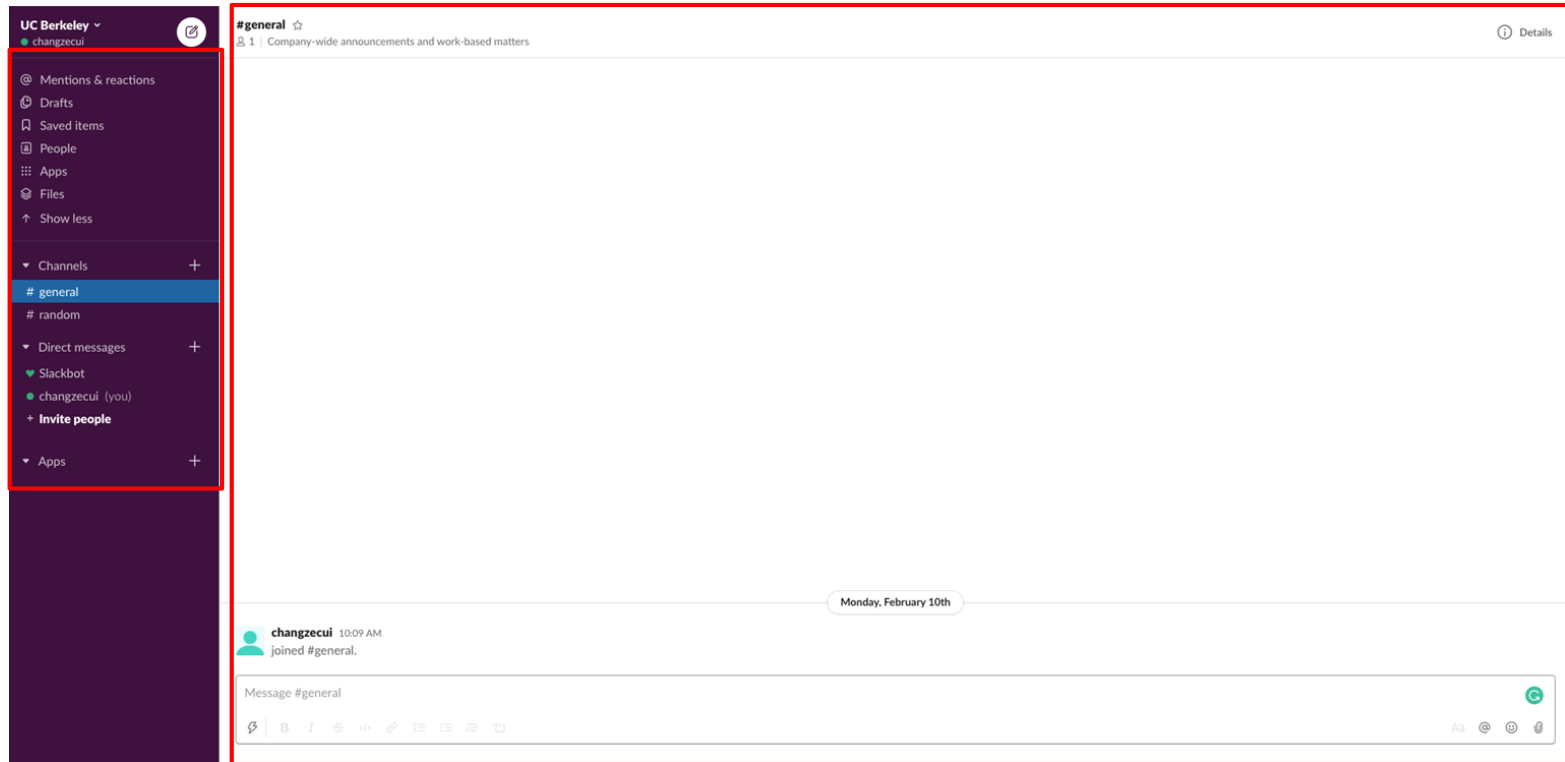 UC Berkeley
changzecui
@ Mentions & reactions
Drafts
Saved items
People
Apps
Files
Show less
Channels +
# general
# random
Direct messages +
Slackbot
changzecui (you)
+ Invite people
Apps +
#general
1 | Company-wide announcements and work-based matters
Details
Monday, February 10th
changzecui 10:09 AM
joined #general.
Message #general
B I S </>
Aa @